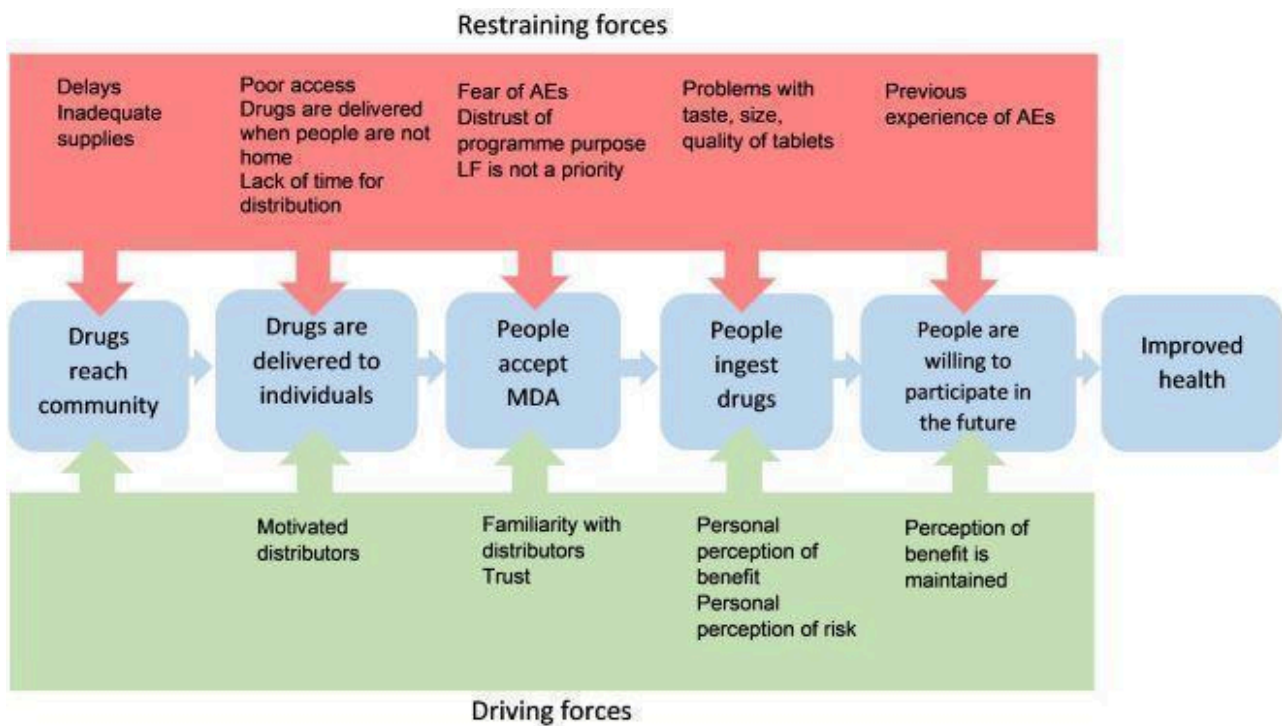 Restraining forces
Delays
Inadequate
supplies
Poor access
Drugs are delivered
when people are not
home
Lack of time for
distribution
Fear of AEs
Distrust of
programme purpose
LF is not a priority
Problems with
taste, size,
quality of tablets
Previous
experience of AEs
Drugs
reach
community
Drugs are
delivered to
individuals
People
accept
MDA
People
ingest
drugs
People are
willing to
participate in
the future
Improved
health
Motivated
distributors
Familiarity with
distributors
Trust
Personal
perception of
benefit
Personal
perception of risk
Perception of
benefit is
maintained
Driving forces